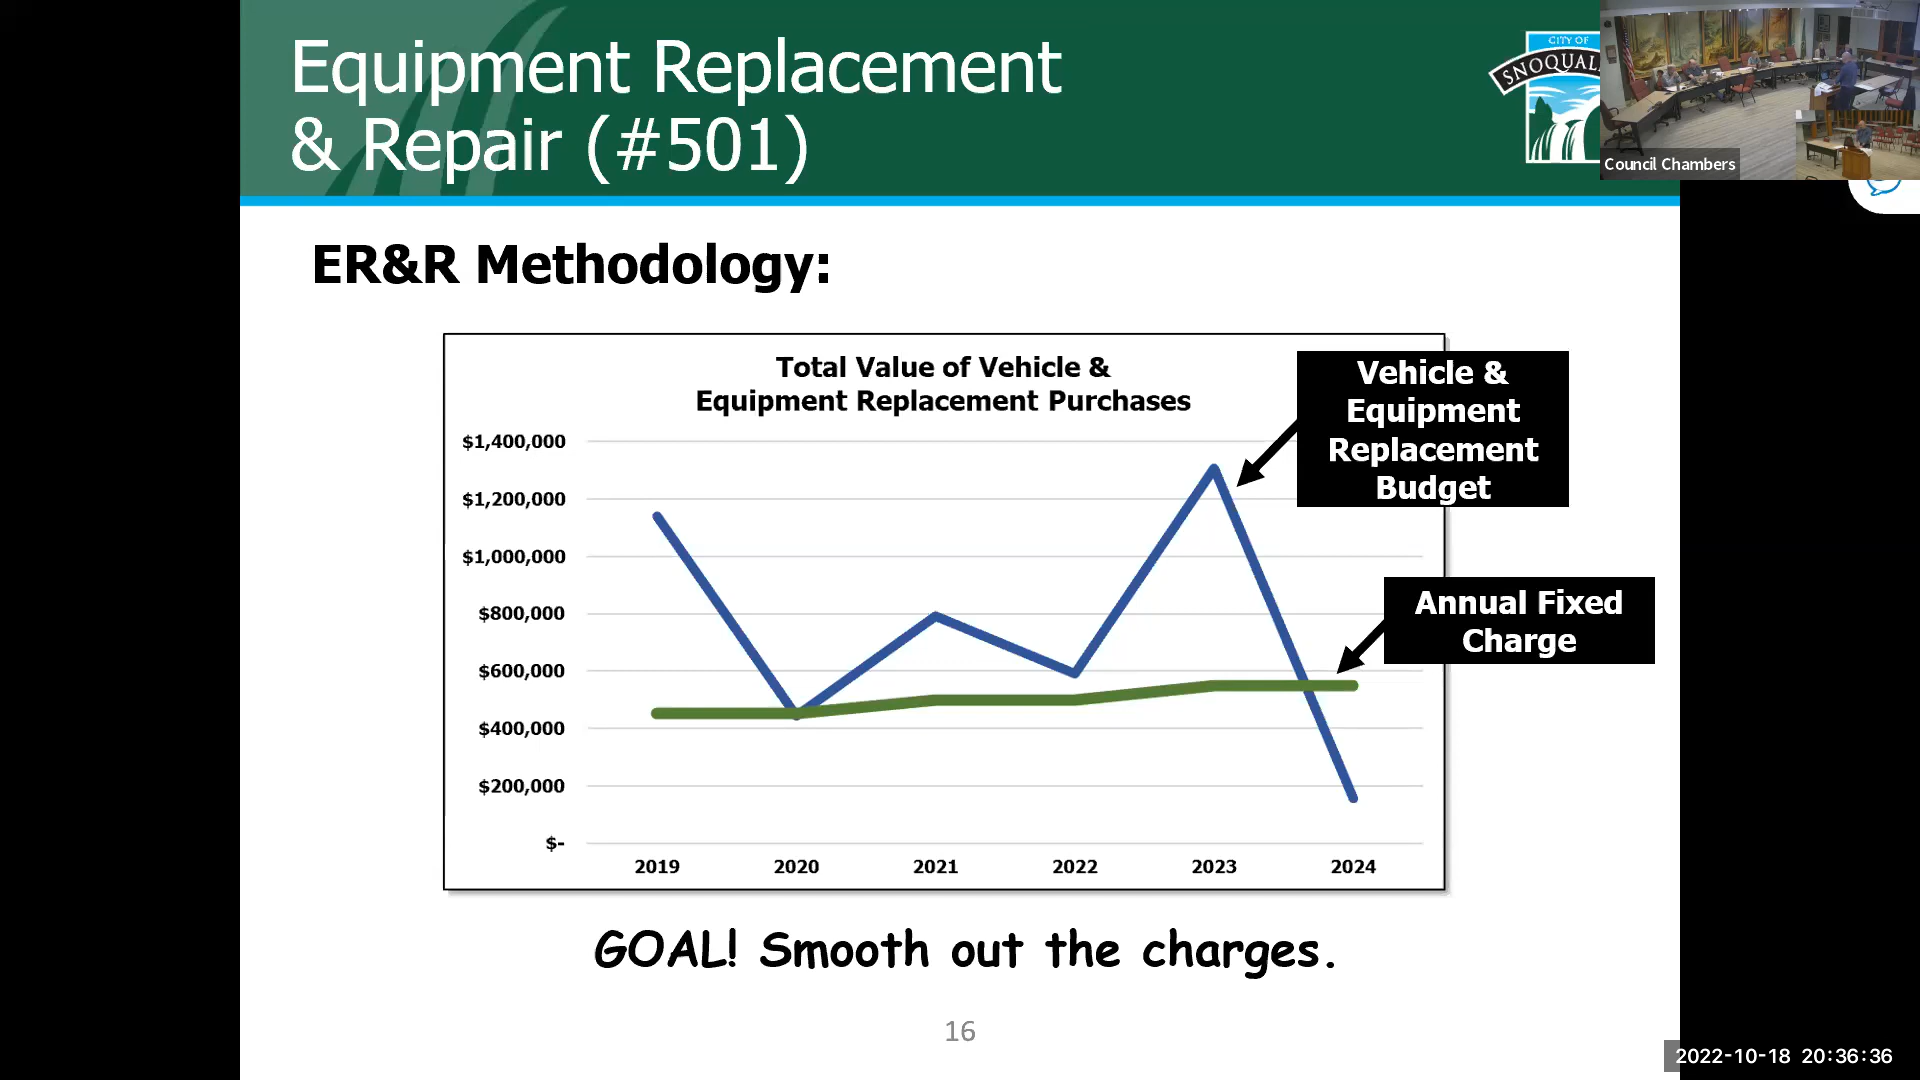 Equipment Replacement
& Repair (#501)
CITY OF
Council Chambers
ER&R Methodology:
Total Value of Vehicle &
Equipment Replacement Purchases
Vehicle &
Equipment
Replacement
Budget
Annual Fixed
Charge
$1,400,000
$1,200,000
$1,000,000
$800,000
$600,000
$400,000
$200,000
$-
2019 2020 2021 2022 2023 2024
GOAL! Smooth out the charges.
16
2022-10-18 20:36:36